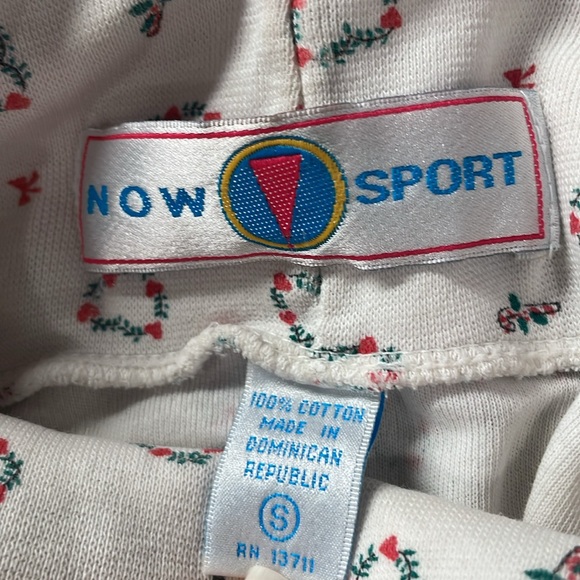 NOW SPORT
100% COTTON
MADE IN
DOMINICAN
REPUBLIC
S
RN 13711